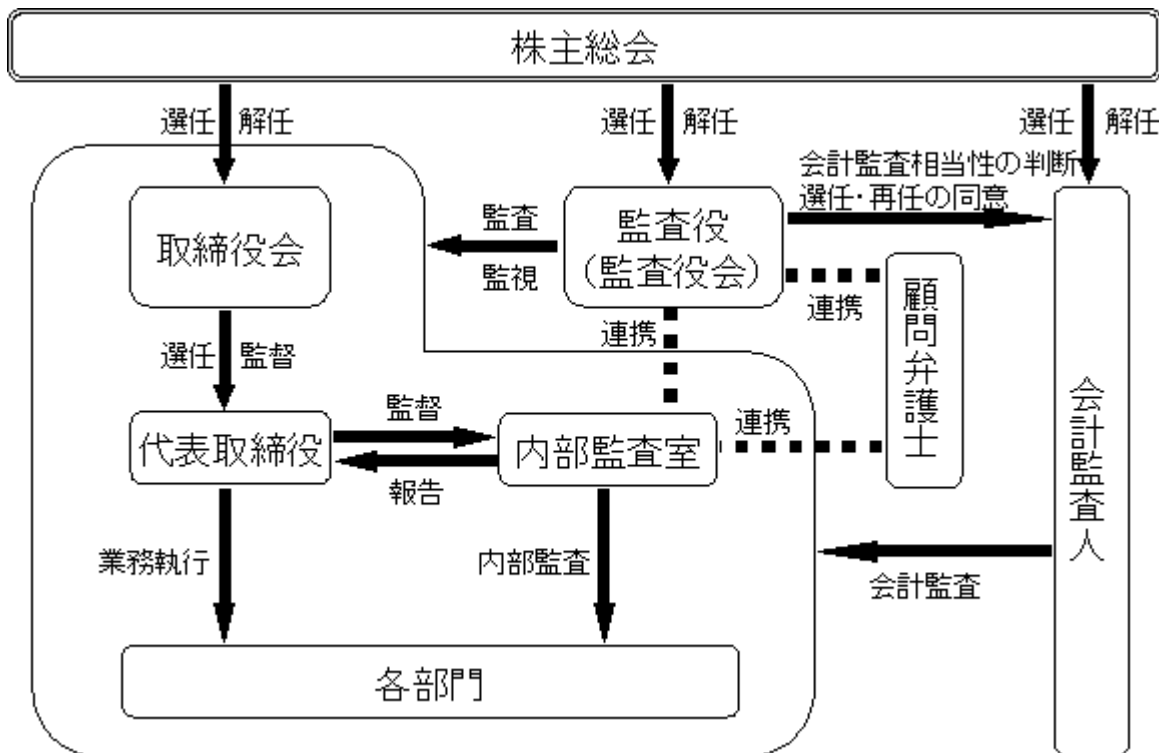 株主総会
選任 解任
選任 解任
選任 解任
会計監査相当性の判断
選任・再任の同意
取締役会
監査
監視
監査役
(監査役会)
連携
連携
顧問弁護士
会計監査人
選任 監督
代表取締役
監督
報告
内部監査室
連携
業務執行
内部監査
会計監査
各部門